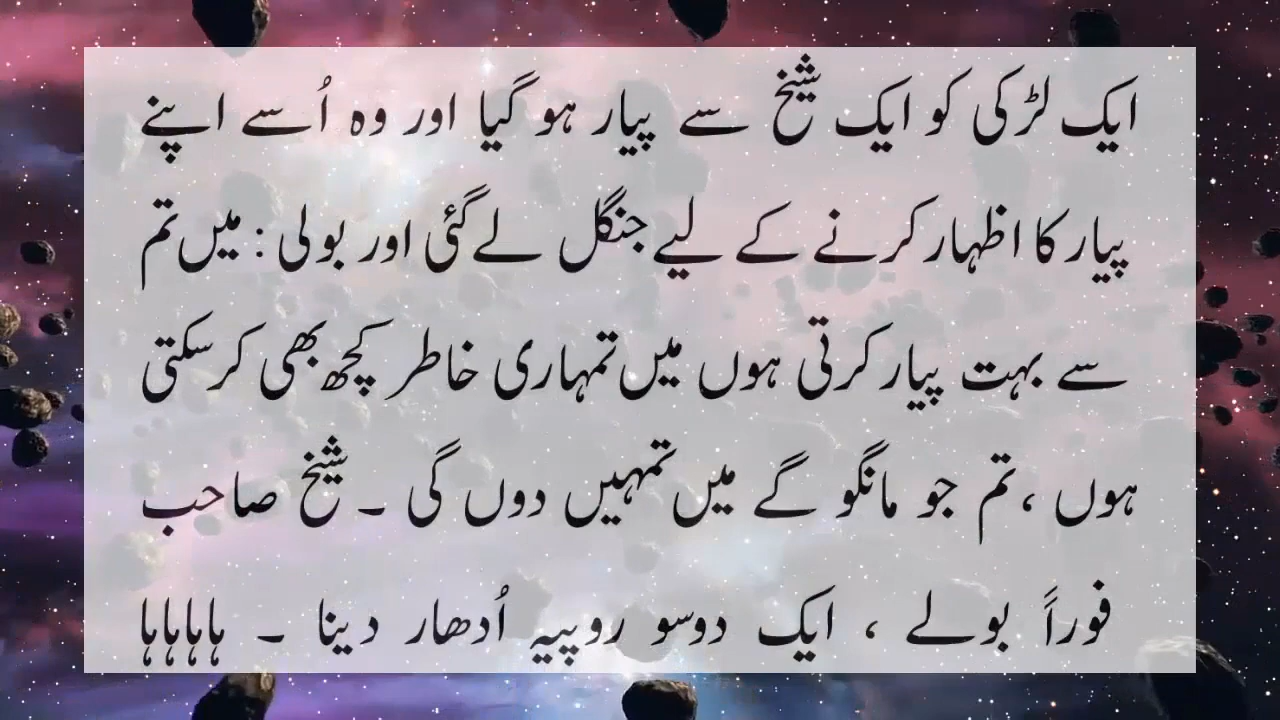 ایک لڑکی کو ایک شیخ سے پیار ہو گیا اور وہ اُسے اپنے
پیار کا اظہار کرنے کے لیے جنگل لے گئی اور بولی : میں تم
سے بہت پیار کرتی ہوں میں تمہاری خاطر کچھ بھی کر سکتی
ہوں ، تم جو مانگو گے میں تمہیں دوں گی ۔ شیخ صاحب
فوراً بولے ، ایک دوسو روپیہ اُدھار دینا ۔ ہاہاہاہا